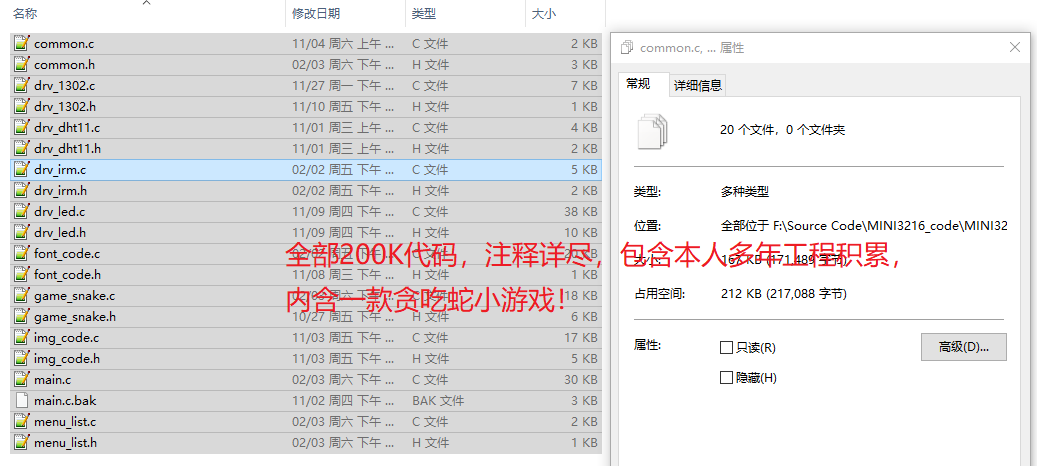 名称 修改日期 类型 大小
common.c 11/04 周六 上午 ... C 文件 2 KB
common.h 02/03 周六 下午 ... H 文件 3 KB
drv_1302.c 11/27 周一 下午 ... C 文件 7 KB
drv_1302.h 11/10 周五 下午 ... H 文件 1 KB
drv_dht11.c 11/01 周三 上午 ... C 文件 4 KB
drv_dht11.h 11/01 周三 下午 ... H 文件 2 KB
drv_irm.c 02/02 周五 下午 ... C 文件 5 KB
drv_irm.h 02/02 周五 下午 ... H 文件 2 KB
drv_led.c 11/09 周四 下午 ... C 文件 38 KB
drv_led.h 11/09 周四 下午 ... H 文件 10 KB
font_code.c C 文件 20 KB
font_code.h 11/08 周三 下午 ... H 文件 1 KB
game_snake.c 周六 下午 ... C 文件 18 KB
game_snake.h 10/27 周五 下午 ... H 文件 6 KB
img_code.c 11/03 周五 下午 ... C 文件 17 KB
img_code.h 11/03 周五 下午 ... H 文件 5 KB
main.c 02/03 周六 下午 ... C 文件 30 KB
main.c.bak 11/02 周四 下午 ... BAK 文件 3 KB
menu_list.c 02/03 周六 下午 ... C 文件 2 KB
menu_list.h 02/03 周六 下午 ... H 文件 1 KB
全部200K代码，注释详尽，包含本人多年工程积累，
内含一款贪吃蛇小游戏！
common.c, ... 属性
常规 详细信息
20 个文件，0 个文件夹
类型: 多种类型
位置: 全部位于 F:\Source Code\MINI3216_code\MINI32
大小: 167 KB (171,489 字节)
占用空间: 212 KB (217,088 字节)
属性: 只读(R) 高级(D)...
隐藏(H)